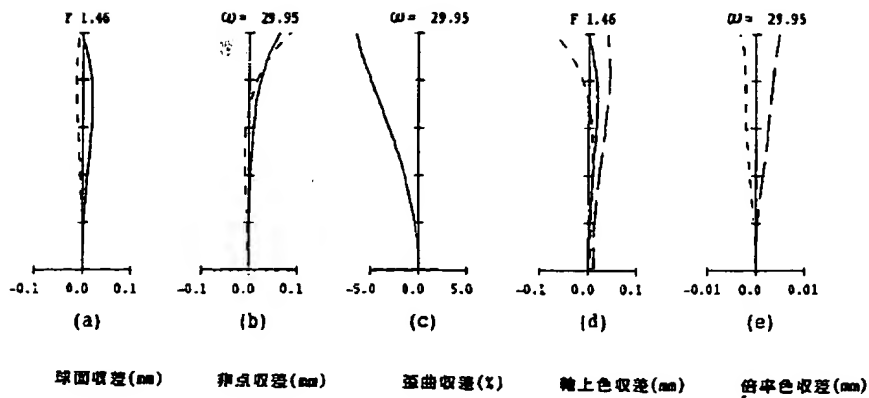 F 1.46
ω = 29.95
ω = 29.95
F 1.46
ω = 29.95
-0.1 0.0 0.1
-0.1 0.0 0.1
-5.0 0.0 5.0
-0.1 0.0 0.1
-0.01 0.0 0.01
(a)
(b)
(c)
(d)
(e)
球面収差(mm)
非点収差(mm)
歪曲収差(%)
軸上色収差(mm)
倍率色収差(mm)